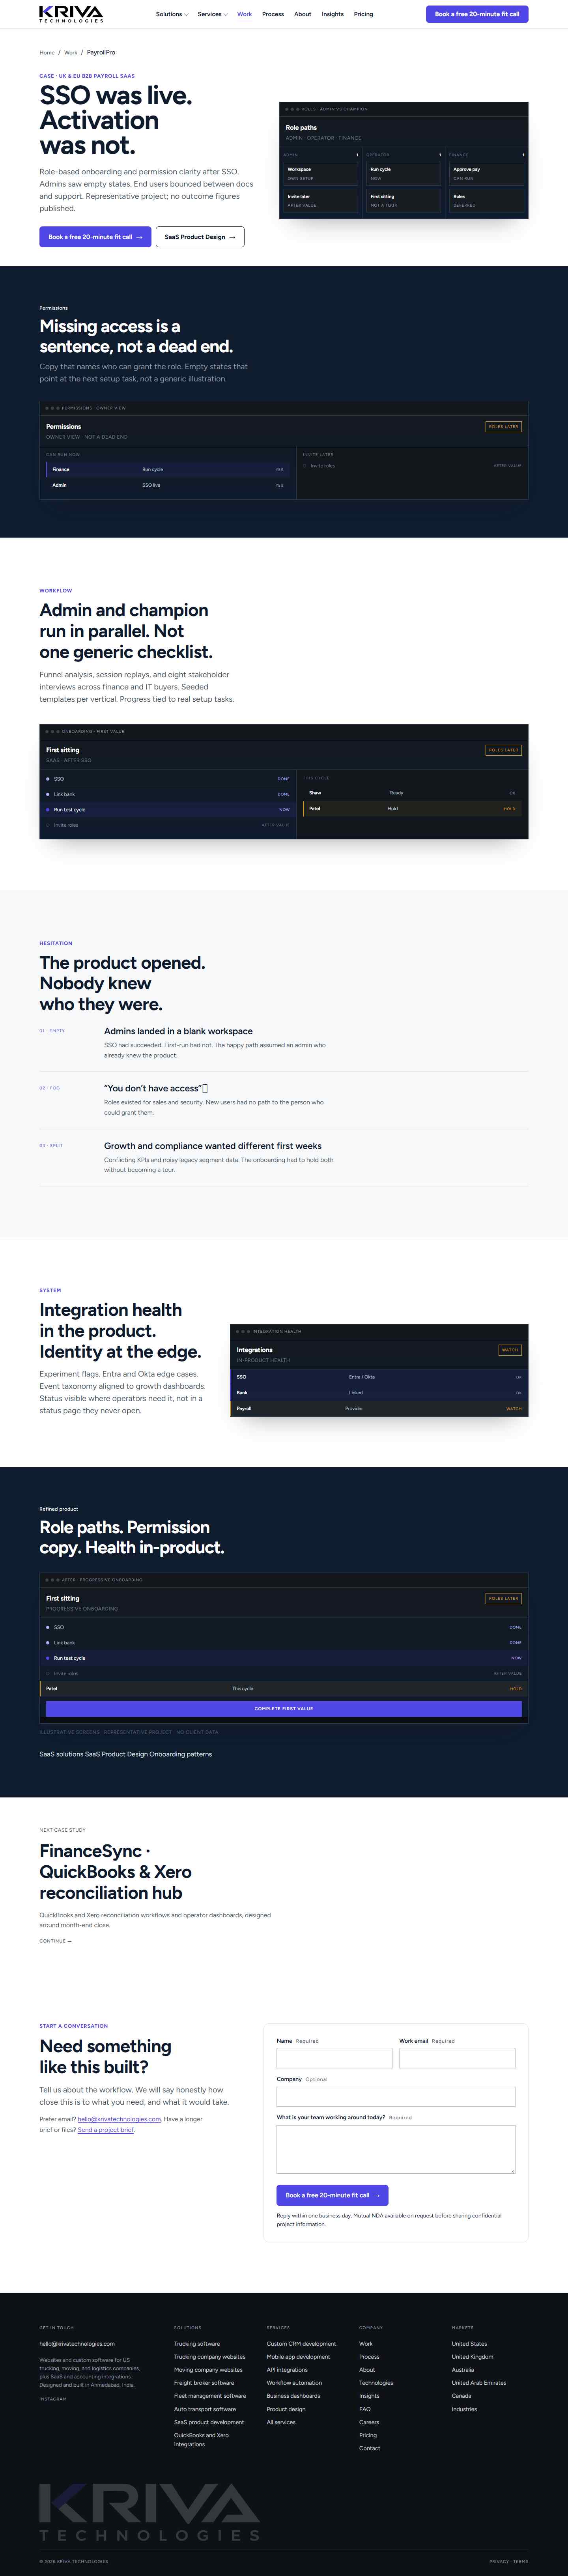 KRIVA
TECHNOLOGIES
Solutions Services Work Process About Insights Pricing
Book a free 20-minute fit call
Home / Work / PayrollPro
CASE · UK & EU B2B PAYROLL SAAS
SSO was live.
Activation
was not.
Role-based onboarding and permission clarity after SSO.
Admins saw empty states. End users bounced between docs
and support. Representative project; no outcome figures
published.
Book a free 20-minute fit call →
SaaS Product Design →
ROLES · ADMIN VS CHAMPION
Role paths
ADMIN · OPERATOR · FINANCE
ADMIN 1
Workspace
OWN SETUP
Invite later
AFTER VALUE
OPERATOR 1
Run cycle
NOW
First sitting
NOT A TOUR
FINANCE 1
Approve pay
CAN RUN
Roles
DEFERRED
Permissions
Missing access is a
sentence, not a dead end.
Copy that names who can grant the role. Empty states that
point at the next setup task, not a generic illustration.
PERMISSIONS · OWNER VIEW
Permissions
OWNER VIEW · NOT A DEAD END
ROLES LATER
CAN RUN NOW
Finance Run cycle YES
Admin SSO live YES
INVITE LATER
Invite roles AFTER VALUE
WORKFLOW
Admin and champion
run in parallel. Not
one generic checklist.
Funnel analysis, session replays, and eight stakeholder
interviews across finance and IT buyers. Seeded
templates per vertical. Progress tied to real setup tasks.
ONBOARDING · FIRST VALUE
First sitting
SAAS · AFTER SSO
ROLES LATER
SSO DONE
Link bank DONE
Run test cycle NOW
Invite roles AFTER VALUE
THIS CYCLE
Shaw Ready OK
Patel Hold HOLD
HESITATION
The product opened.
Nobody knew
who they were.
01 · EMPTY
Admins landed in a blank workspace
SSO had succeeded. First-run had not. The happy path assumed an admin who
already knew the product.
02 · FOG
“You don’t have access”
Roles existed for sales and security. New users had no path to the person who
could grant them.
03 · SPLIT
Growth and compliance wanted different first weeks
Conflicting KPIs and noisy legacy segment data. The onboarding had to hold both
without becoming a tour.
SYSTEM
Integration health
in the product.
Identity at the edge.
Experiment flags. Entra and Okta edge cases.
Event taxonomy aligned to growth dashboards.
Status visible where operators need it, not in a
status page they never open.
INTEGRATION HEALTH
Integrations
IN-PRODUCT HEALTH
WATCH
SSO Entra / Okta OK
Bank Linked OK
Payroll Provider WATCH
Refined product
Role paths. Permission
copy. Health in-product.
AFTER · PROGRESSIVE ONBOARDING
First sitting
PROGRESSIVE ONBOARDING
ROLES LATER
SSO DONE
Link bank DONE
Run test cycle NOW
Invite roles AFTER VALUE
Patel This cycle HOLD
COMPLETE FIRST VALUE
ILLUSTRATIVE SCREENS · REPRESENTATIVE PROJECT · NO CLIENT DATA
SaaS solutions SaaS Product Design Onboarding patterns
NEXT CASE STUDY
FinanceSync ·
QuickBooks & Xero
reconciliation hub
QuickBooks and Xero reconciliation workflows and operator dashboards, designed
around month-end close.
CONTINUE →
START A CONVERSATION
Need something
like this built?
Tell us about the workflow. We will say honestly how
close this is to what you need, and what it would take.
Prefer email? hello@krivatechnologies.com. Have a longer
brief or files? Send a project brief.
Name Required
Work email Required
Company Optional
What is your team working around today? Required
Book a free 20-minute fit call →
Reply within one business day. Mutual NDA available on request before sharing confidential
project information.
GET IN TOUCH
hello@krivatechnologies.com
Websites and custom software for US
trucking, moving, and logistics companies,
plus SaaS and accounting integrations.
Designed and built in Ahmedabad, India.
INSTAGRAM
SOLUTIONS
Trucking software
Trucking company websites
Moving company websites
Freight broker software
Fleet management software
Auto transport software
SaaS product development
QuickBooks and Xero
integrations
SERVICES
Custom CRM development
Mobile app development
API integrations
Workflow automation
Business dashboards
Product design
All services
COMPANY
Work
Process
About
Technologies
Insights
FAQ
Careers
Pricing
Contact
MARKETS
United States
United Kingdom
Australia
United Arab Emirates
Canada
Industries
KRIVA
TECHNOLOGIES
© 2026 KRIVA TECHNOLOGIES
PRIVACY · TERMS